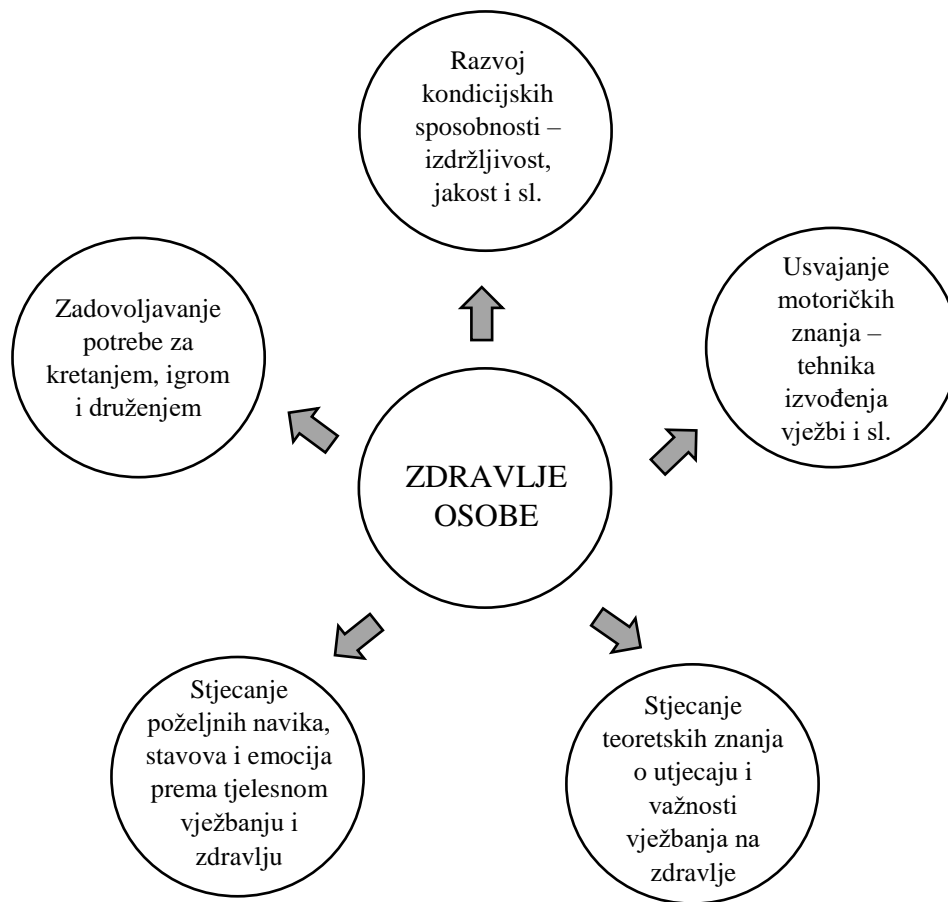 Razvoj
kondicijskih
sposobnosti –
izdržljivost,
jakost i sl.
Usvajanje
motoričkih
znanja –
tehnika
izvođenja
vježbi i sl.
Zadovoljavanje
potrebe za
kretanjem, igrom
i druženjem
ZDRAVLJE
OSOBE
Stjecanje
poželjnih navika,
stavova i emocija
prema tjelesnom
vježbanju i
zdravlju
Stjecanje
teoretskih znanja
o utjecaju i
važnosti
vježbanja na
zdravlje